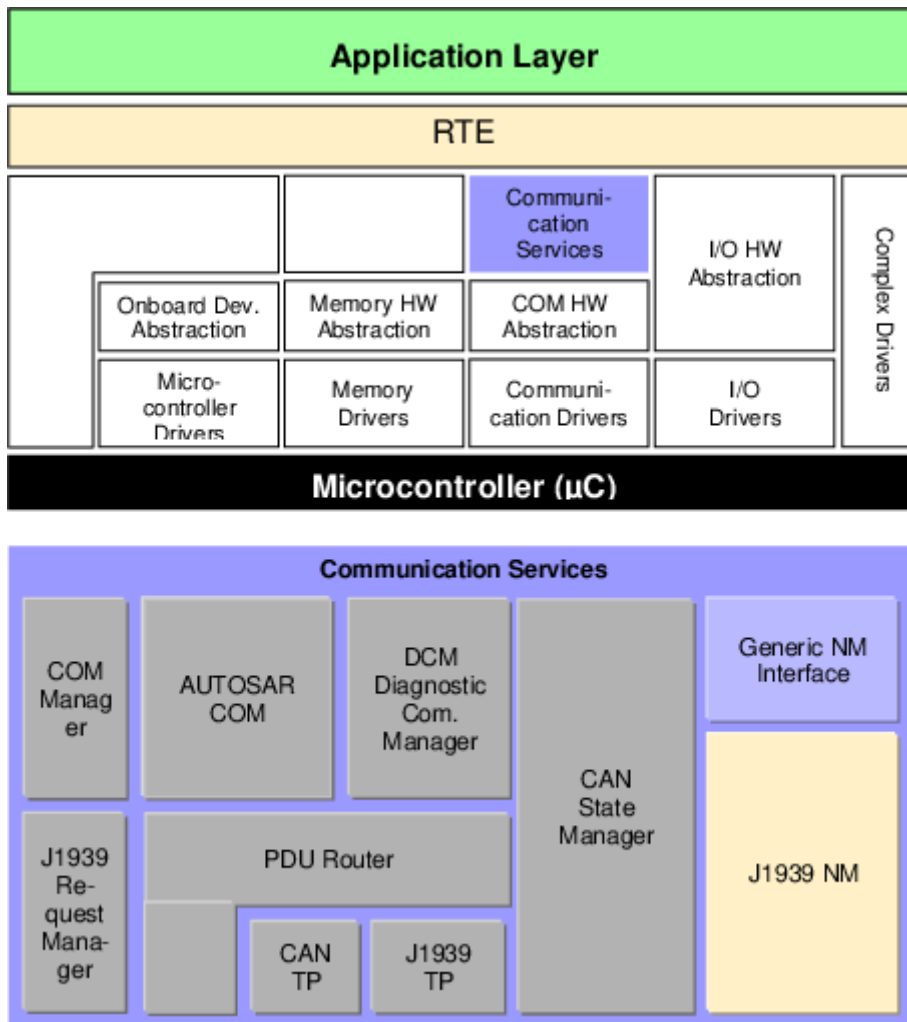 Application Layer
RTE
Communi-
cation
Services
I/O HW
Abstraction
Complex Drivers
Onboard Dev.
Abstraction
Memory HW
Abstraction
COM HW
Abstraction
Micro-
controller
Drivers
Memory
Drivers
Communi-
cation Drivers
I/O
Drivers
Microcontroller (µC)
Communication Services
COM
Manag
er
AUTOSAR
COM
DCM
Diagnostic
Com.
Manager
CAN
State
Manager
Generic NM
Interface
J1939
Re-
quest
Mana-
ger
PDU Router
CAN
TP
J1939
TP
J1939 NM